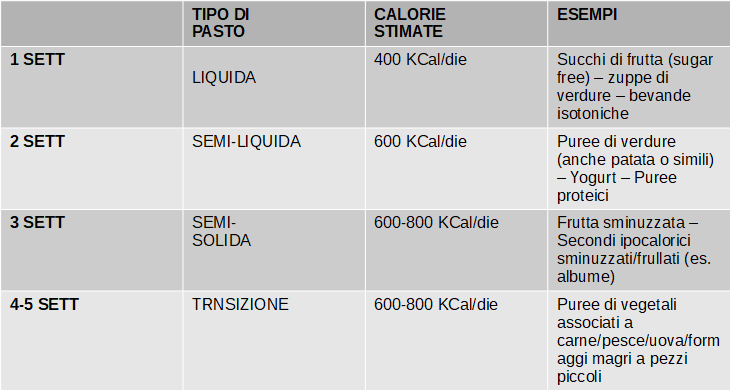 TIPO DI
PASTO
CALORIE
STIMATE
ESEMPI
1 SETT
LIQUIDA
400 KCal/die
Succhi di frutta (sugar
free) – zuppe di
verdure – bevande
isotoniche
2 SETT
SEMI-LIQUIDA
600 KCal/die
Puree di verdure
(anche patata o simili)
– Yogurt – Puree
proteici
3 SETT
SEMI-
SOLIDA
600-800 KCal/die
Frutta sminuzzata –
Secondi ipocalorici
sminuzzati/frullati (es.
albume)
4-5 SETT
TRNSIZIONE
600-800 KCal/die
Puree di vegetali
associati a
carne/pesce/uova/form
aggi magri a pezzi
piccoli